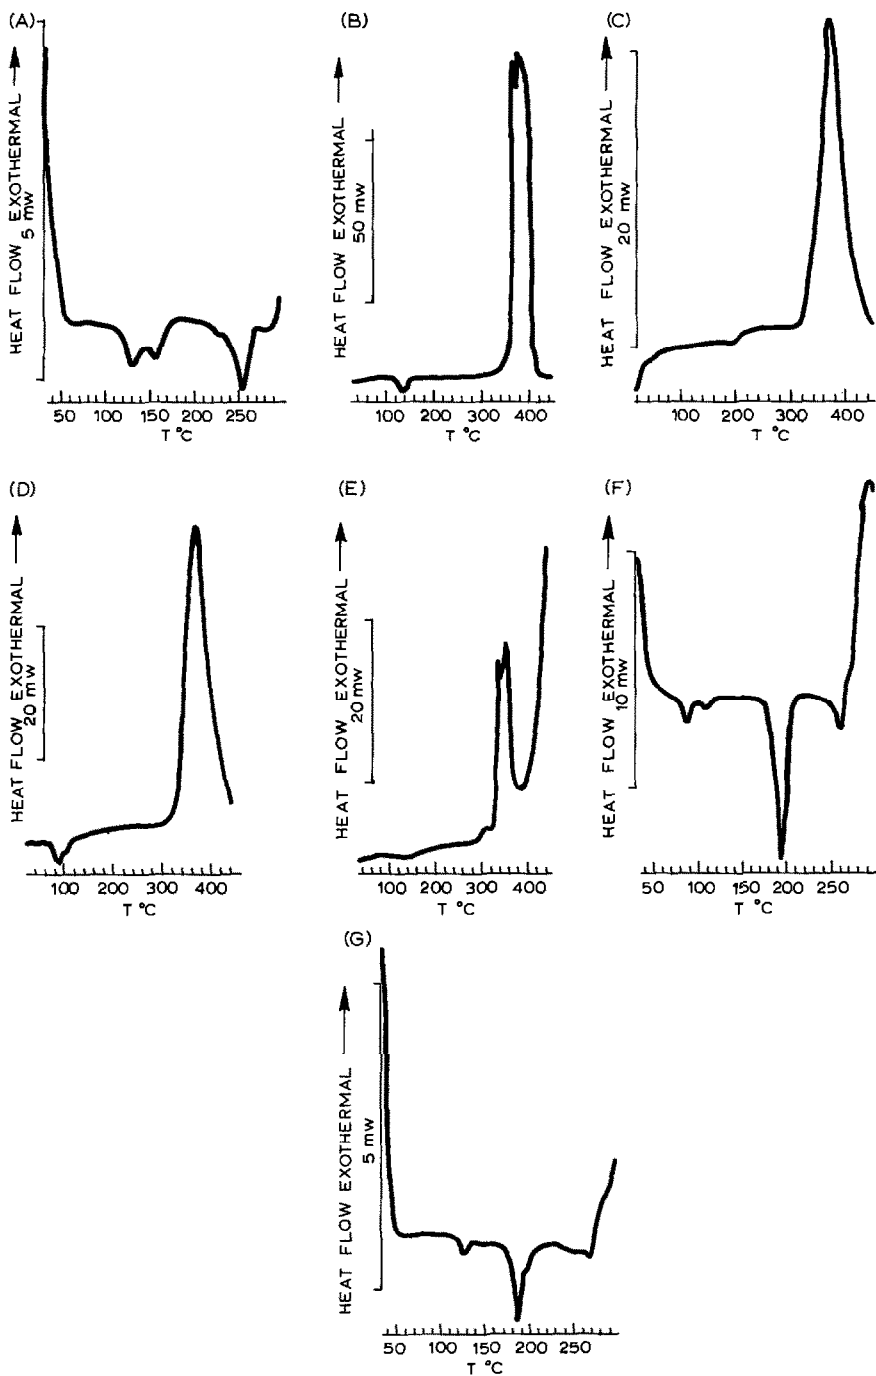 (A)
HEAT FLOW EXOTHERMAL
5 mw
50 100 150 200 250
T °C
(B)
HEAT FLOW EXOTHERMAL
50 mw
100 200 300 400
T °C
(C)
HEAT FLOW EXOTHERMAL
20 mw
100 200 300 400
T °C
(D)
HEAT FLOW EXOTHERMAL
20 mw
100 200 300 400
T °C
(E)
HEAT FLOW EXOTHERMAL
20 mw
100 200 300 400
T °C
(F)
HEAT FLOW EXOTHERMAL
10 mw
50 100 150 200 250
T °C
(G)
HEAT FLOW EXOTHERMAL
5 mw
50 100 150 200 250
T °C